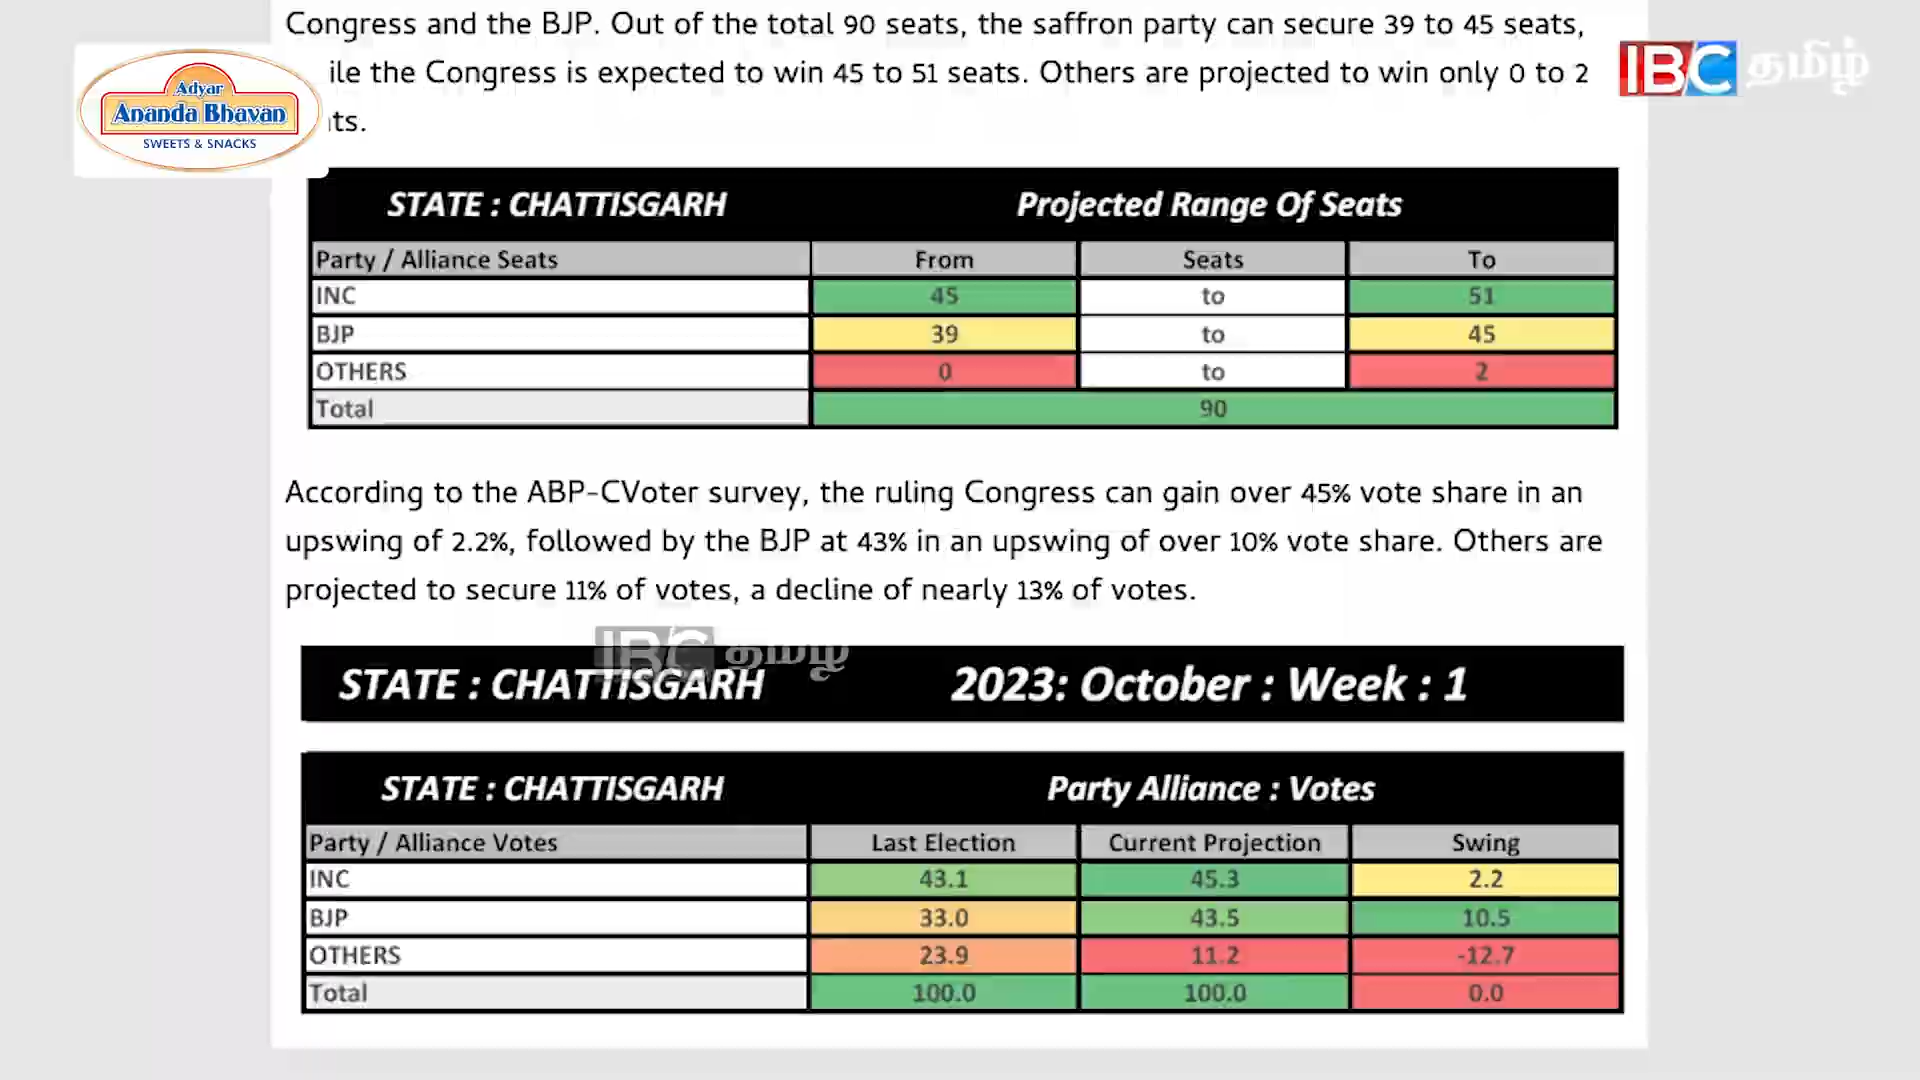 Congress and the BJP. Out of the total 90 seats, the saffron party can secure 39 to 45 seats,
ile the Congress is expected to win 45 to 51 seats. Others are projected to win only 0 to 2
ts.
Adyar
Ananda Bhavan
SWEETS & SNACKS
IBC தமிழ்
STATE : CHATTISGARH Projected Range Of Seats
Party / Alliance Seats From Seats To
INC 45 to 51
BJP 39 to 45
OTHERS 0 to 2
Total 90
According to the ABP-CVoter survey, the ruling Congress can gain over 45% vote share in an
upswing of 2.2%, followed by the BJP at 43% in an upswing of over 10% vote share. Others are
projected to secure 11% of votes, a decline of nearly 13% of votes.
IBC தமிழ்
STATE : CHATTISGARH 2023: October : Week : 1
STATE : CHATTISGARH Party Alliance : Votes
Party / Alliance Votes Last Election Current Projection Swing
INC 43.1 45.3 2.2
BJP 33.0 43.5 10.5
OTHERS 23.9 11.2 -12.7
Total 100.0 100.0 0.0